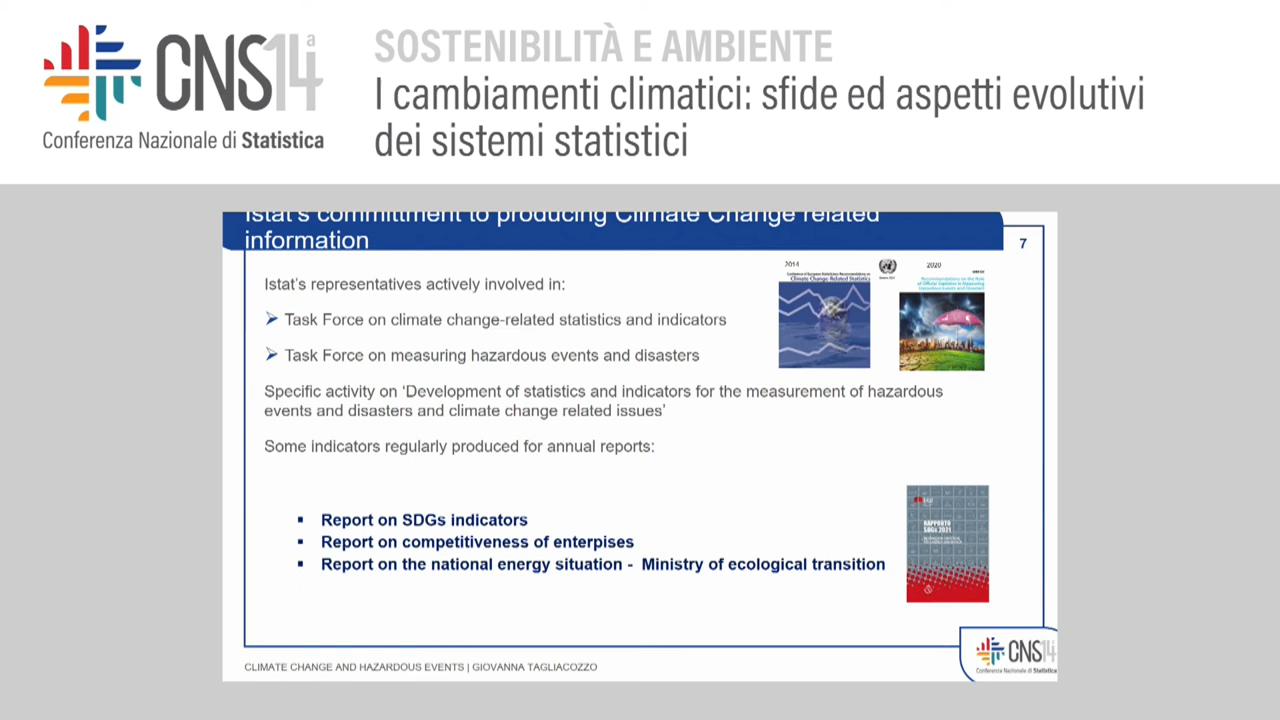 CNS14ª
Conferenza Nazionale di Statistica
SOSTENIBILITÀ E AMBIENTE
I cambiamenti climatici: sfide ed aspetti evolutivi
dei sistemi statistici
Istat's committment to producing Climate Change related
information
7
Istat's representatives actively involved in:
Task Force on climate change-related statistics and indicators
Task Force on measuring hazardous events and disasters
2014
Climate Change-Related Statistics
2020
Specific activity on ‘Development of statistics and indicators for the measurement of hazardous
events and disasters and climate change related issues’
Some indicators regularly produced for annual reports:
Report on SDGs indicators
Report on competitiveness of enterpises
Report on the national energy situation - Ministry of ecological transition
RAPPORTO
SDGs 2021
CLIMATE CHANGE AND HAZARDOUS EVENTS | GIOVANNA TAGLIACOZZO
CNS14
Conferenza Nazionale di Statistica